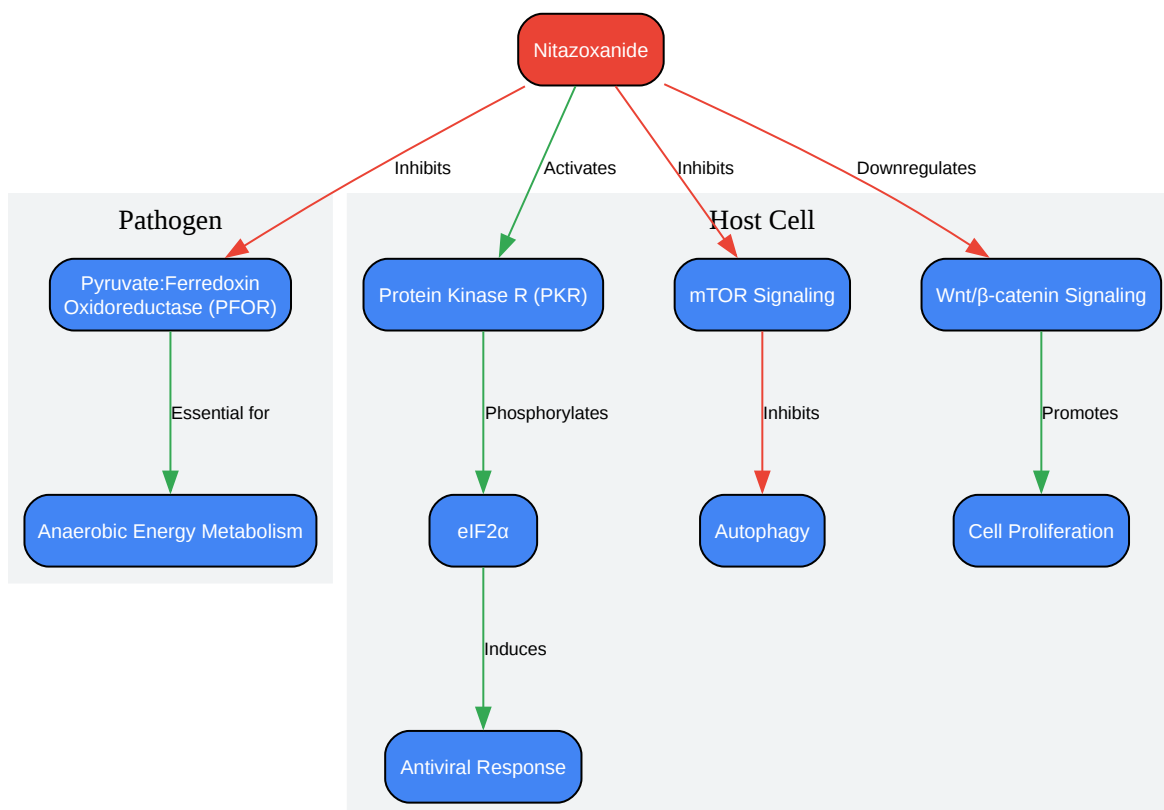 Nitazoxanide
Inhibits
Activates
Inhibits
Downregulates
Pathogen
Host Cell
Pyruvate:Ferredoxin
Oxidoreductase (PFOR)
Protein Kinase R (PKR)
mTOR Signaling
Wnt/β-catenin Signaling
Essential for
Phosphorylates
Inhibits
Promotes
Anaerobic Energy Metabolism
eIF2α
Autophagy
Cell Proliferation
Induces
Antiviral Response